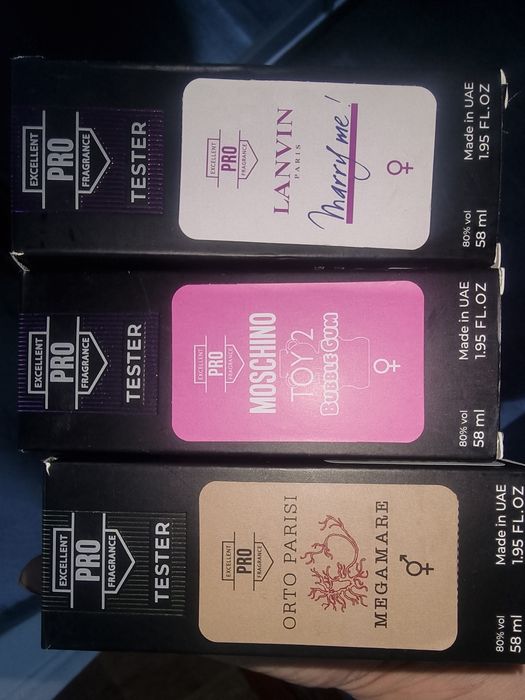 EXCELLENT
PRO
FRAGRANCE
TESTER
EXCELLENT
PRO
FRAGRANCE
LANVIN
PARIS
Marry me!
80% vol
58 ml
Made in UAE
1.95 FL.OZ
EXCELLENT
PRO
FRAGRANCE
TESTER
EXCELLENT
PRO
FRAGRANCE
MOSCHINO
TOY 2
BUBBLE GUM
80% vol
58 ml
Made in UAE
1.95 FL.OZ
EXCELLENT
PRO
FRAGRANCE
TESTER
EXCELLENT
PRO
FRAGRANCE
ORTO PARISI
MEGAMARE
80% vol
58 ml
Made in UAE
1.95 FL.OZ